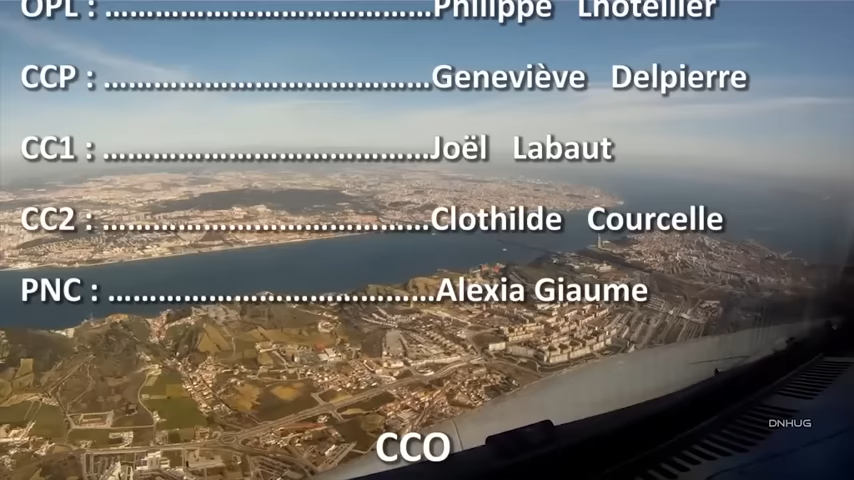 OPL : ……………………………………Philippe Lhotellier
CCP : ……………………………………Geneviève Delpierre
CC1 : ……………………………………Joël Labaut
CC2 : ……………………………………Clothilde Courcelle
PNC : ……………………………………Alexia Giaume
CCO
DNHUG